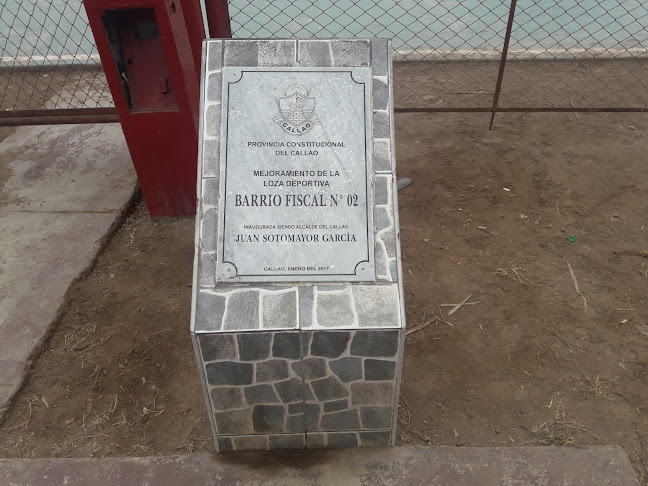 CALLAO
PROVINCIA CONSTITUCIONAL
DEL CALLAO
MEJORAMIENTO DE LA
LOZA DEPORTIVA
BARRIO FISCAL N° 02
INAUGURADA SIENDO ALCALDE DEL CALLAO
JUAN SOTOMAYOR GARCÍA
CALLAO, ENERO DEL 2017